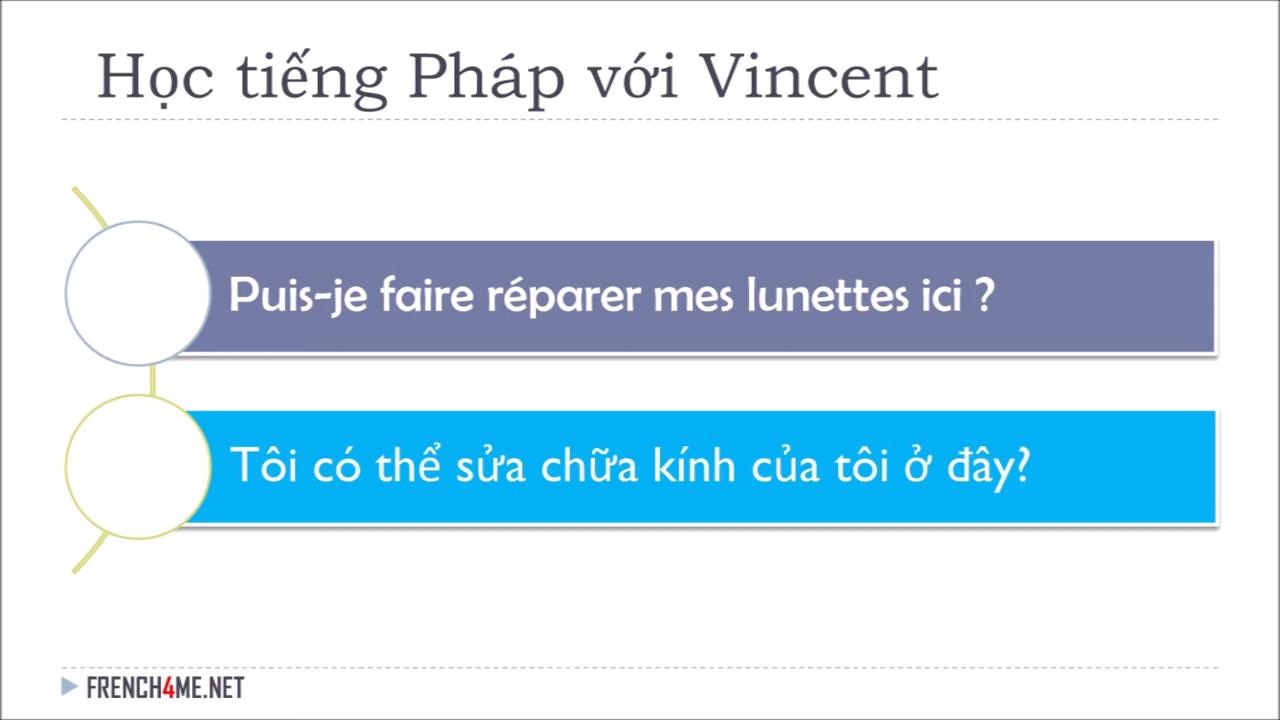 Học tiếng Pháp với Vincent
Puis-je faire réparer mes lunettes ici ?
Tôi có thể sửa chữa kính của tôi ở đây?
FRENCH4ME.NET